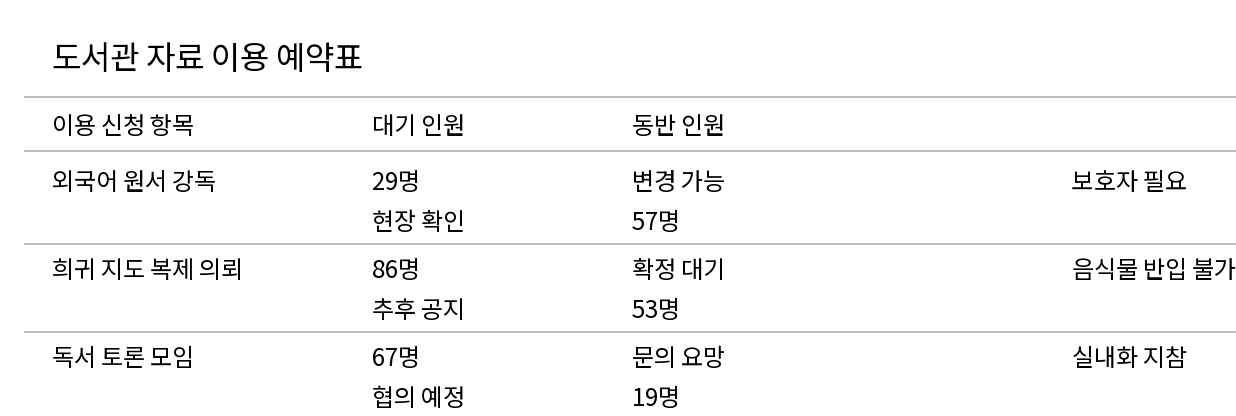 도서관 자료 이용 예약표
이용 신청 항목 대기 인원 동반 인원
외국어 원서 강독 29명 변경 가능 보호자 필요
현장 확인 57명
희귀 지도 복제 의뢰 86명 확정 대기 음식물 반입 불가
추후 공지 53명
독서 토론 모임 67명 문의 요망 실내화 지참
협의 예정 19명